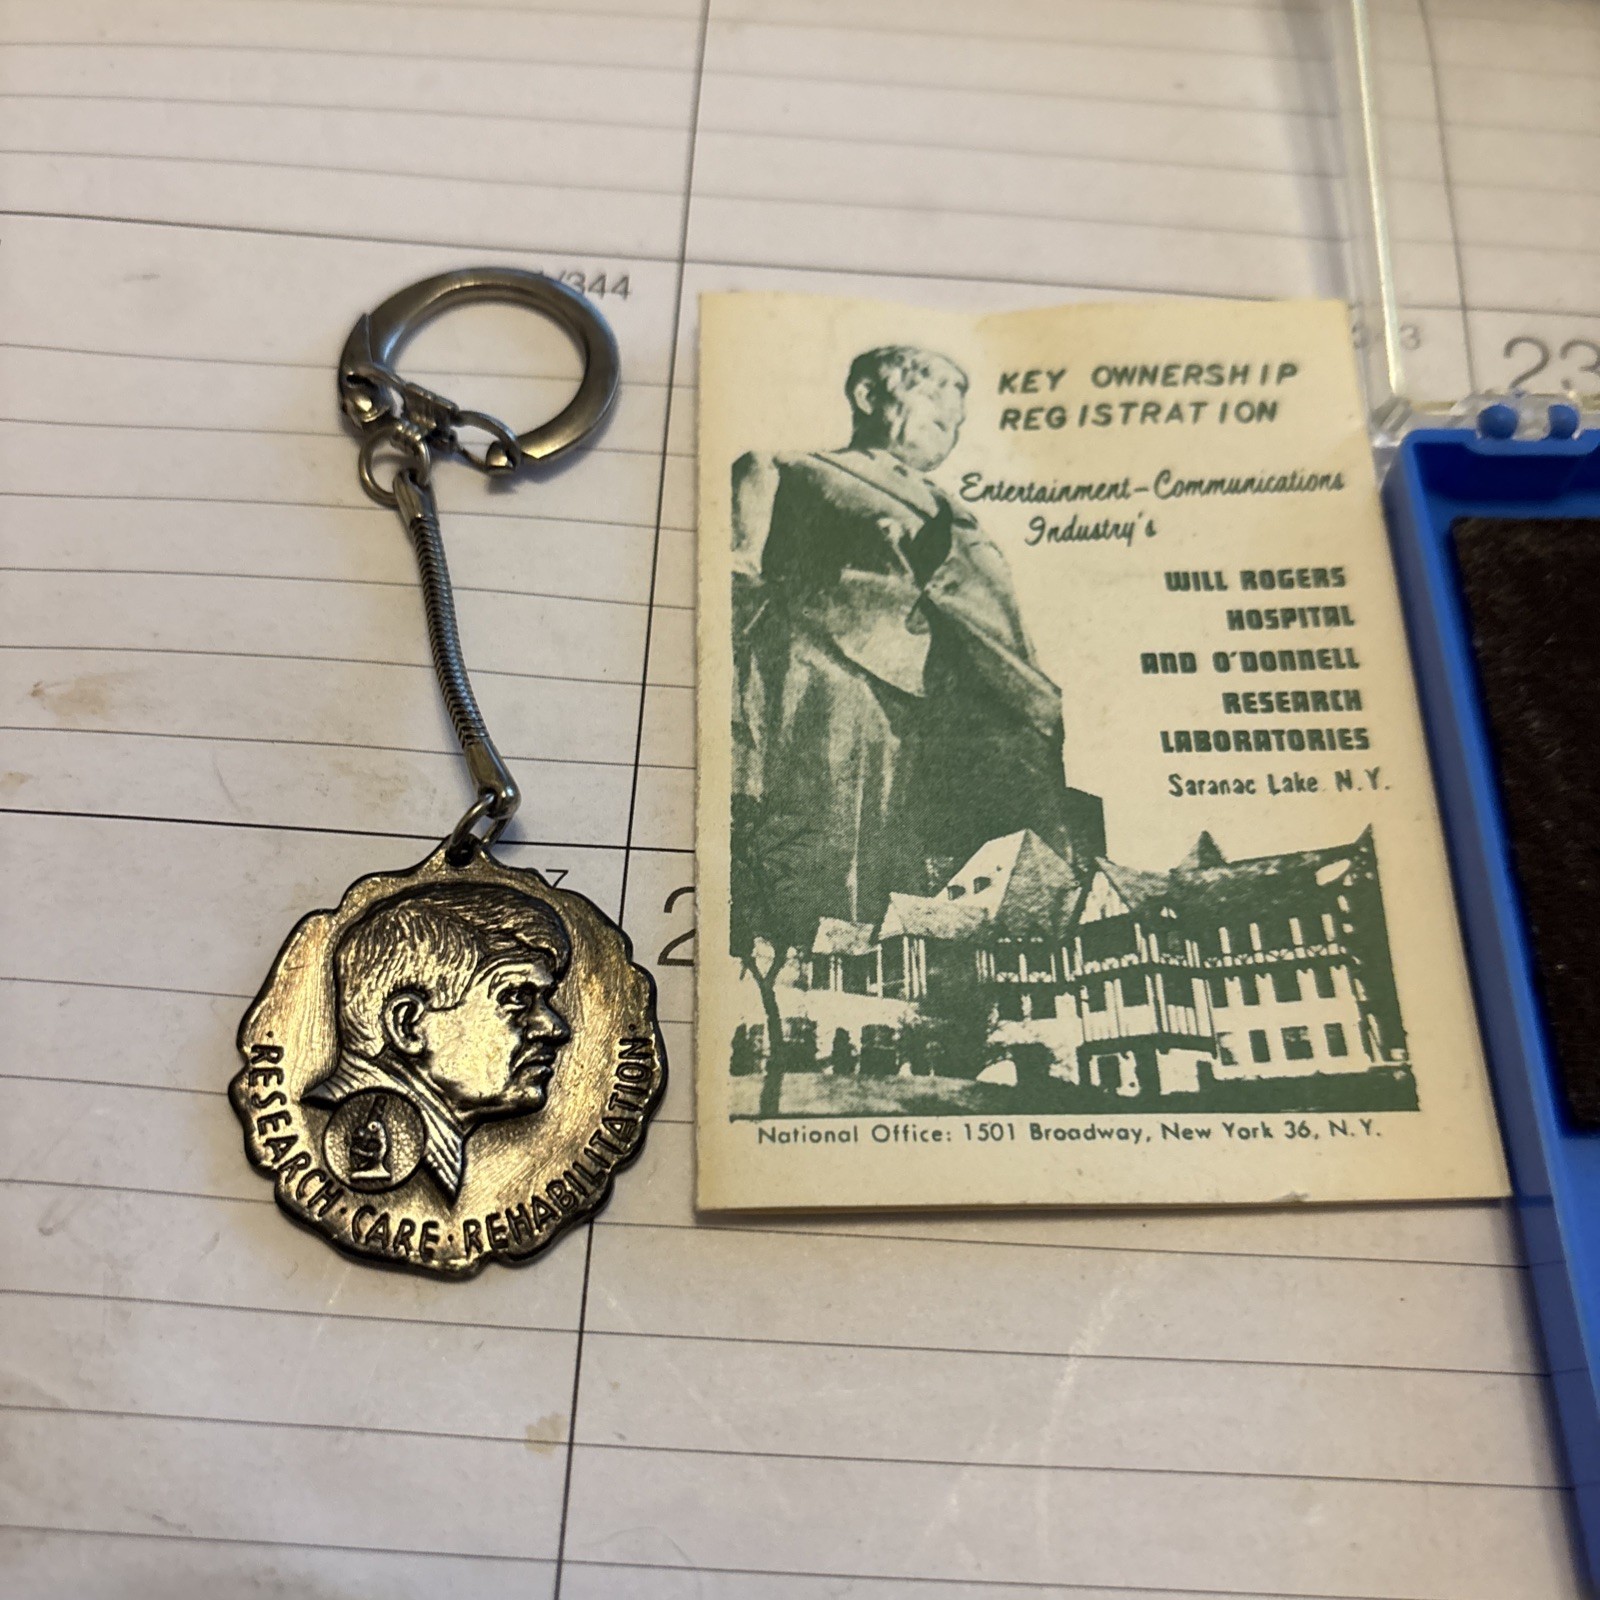 /344
23
KEY OWNERSHIP
REGISTRATION
Entertainment-Communications
Industry's
WILL ROGERS
HOSPITAL
AND O'DONNELL
RESEARCH
LABORATORIES
Saranac Lake N.Y.
National Office: 1501 Broadway, New York 36, N.Y.
·RESEARCH·CARE·REHABILITATION·